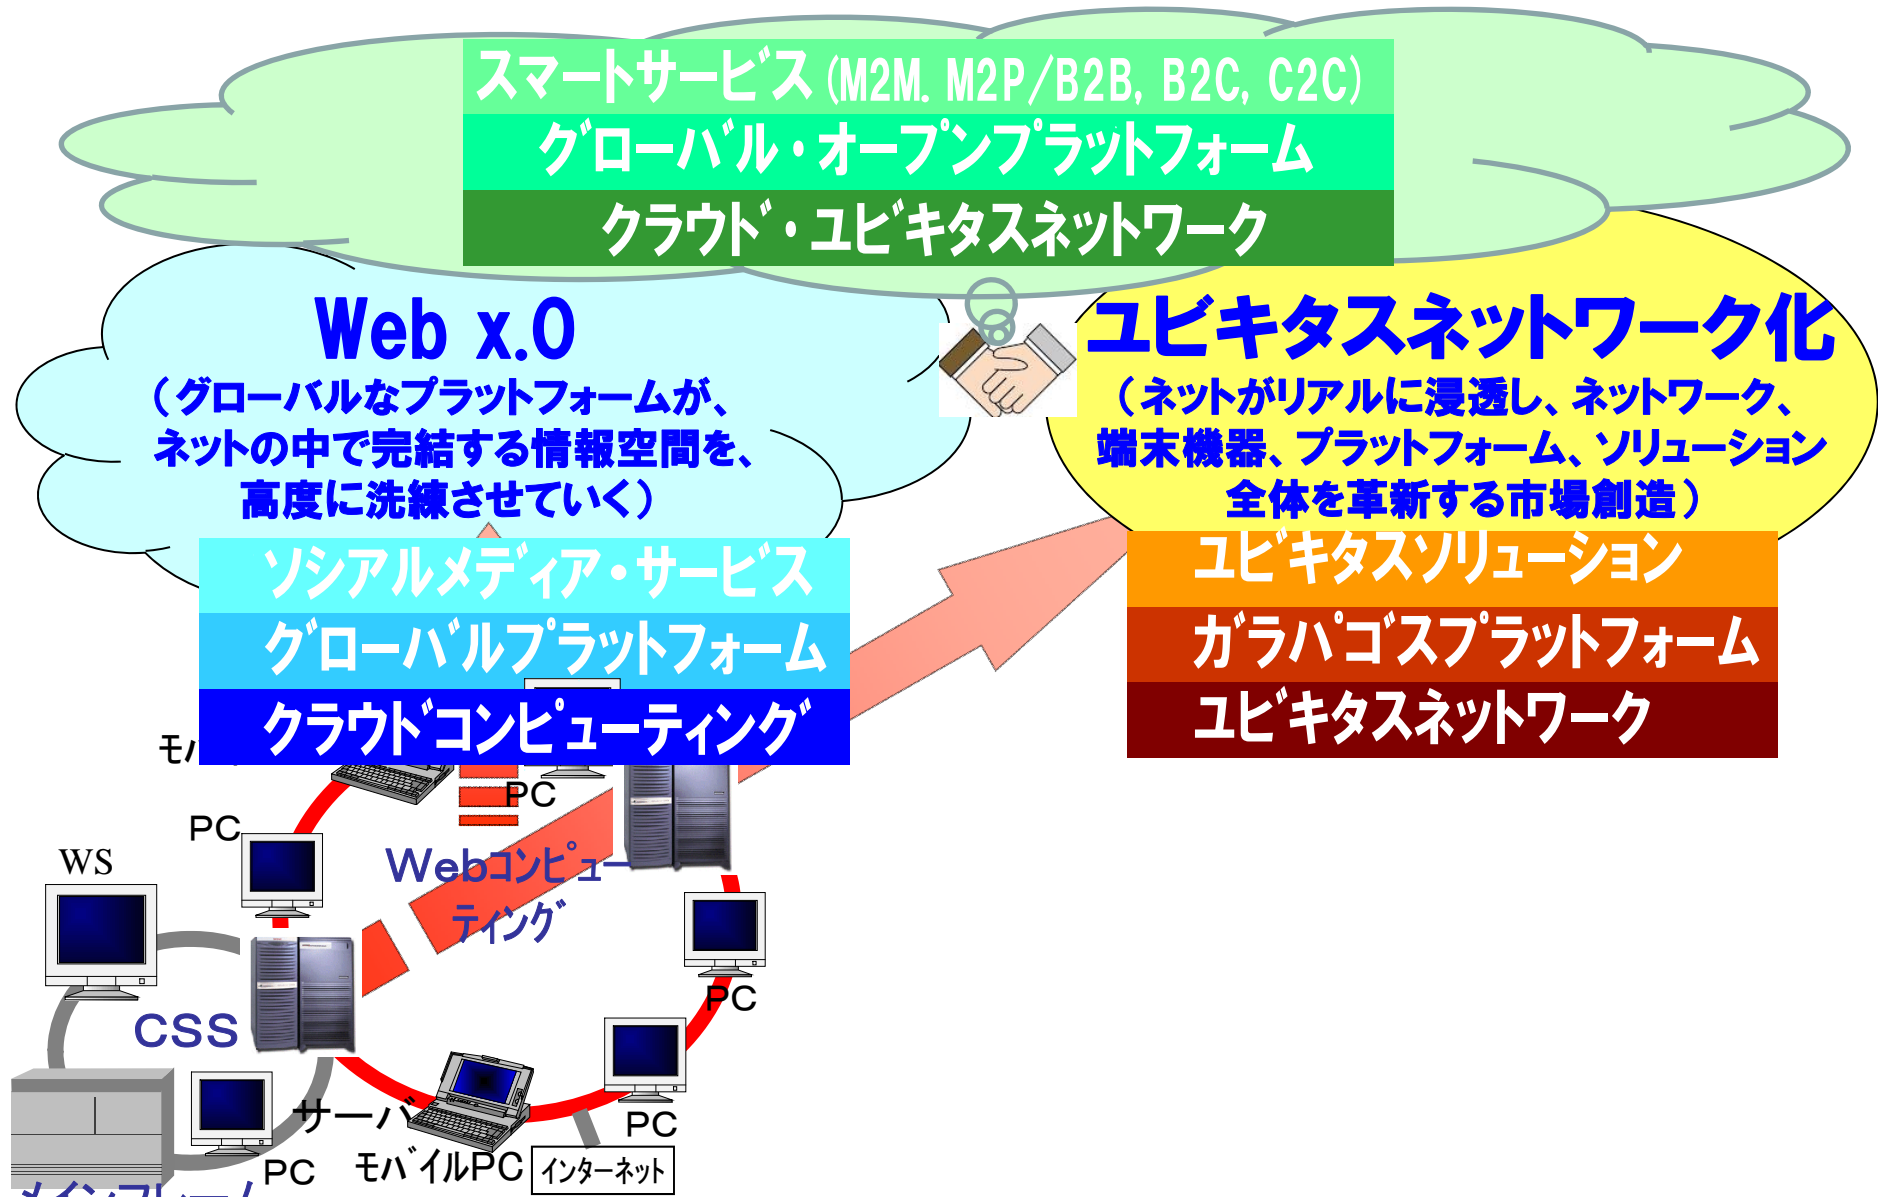 スマートサービス(M2M. M2P/B2B, B2C, C2C)
グローバル・オープンプラットフォーム
クラウド・ユビキタスネットワーク
Web x.0
(グローバルなプラットフォームが、
ネットの中で完結する情報空間を、
高度に洗練させていく)
ユビキタスネットワーク化
(ネットがリアルに浸透し、ネットワーク、
端末機器、プラットフォーム、ソリューション
全体を革新する市場創造)
ソシアルメディア・サービス
グローバルプラットフォーム
クラウドコンピューティング
ユビキタスソリューション
ガラパゴスプラットフォーム
ユビキタスネットワーク
PC
PC
WS
Webコンピュー
ティング
CSS
PC
サーバ
PC
PC
モバイルPC
インターネット
メインフレーム